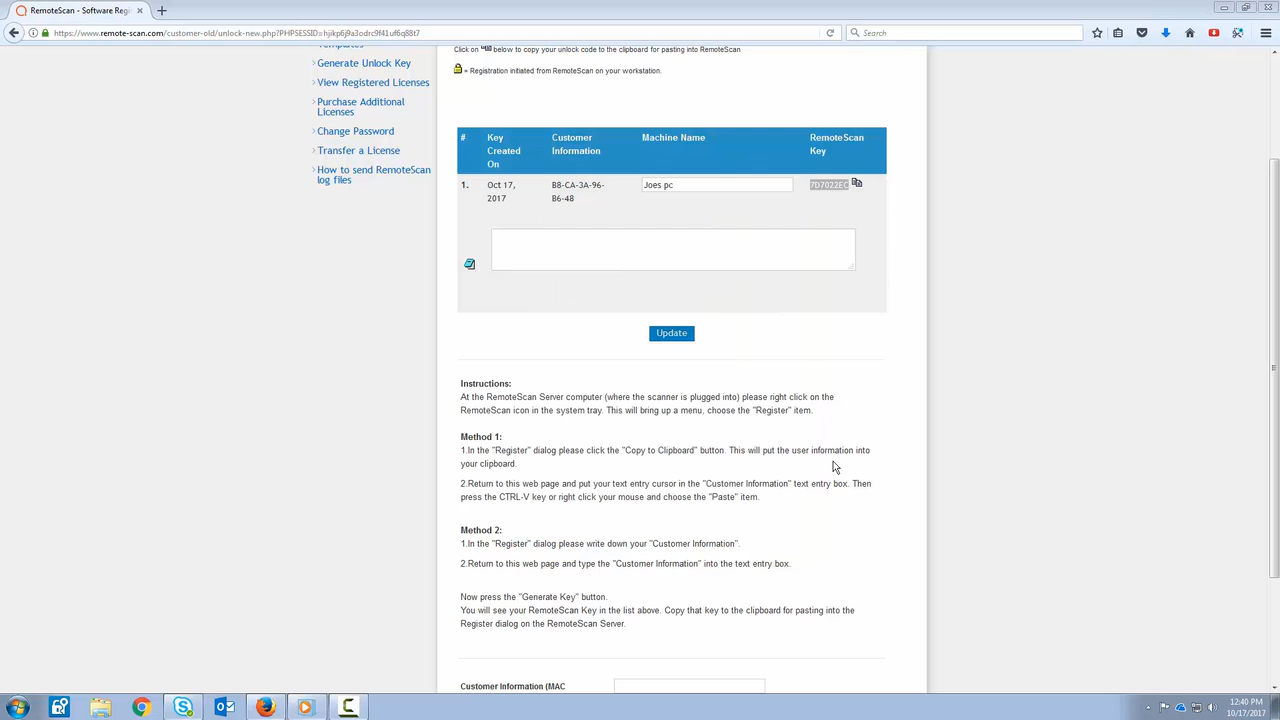 RemoteScan - Software Regi
https://www.remote-scan.com/customer-old/unlock-new.php?PHPSESSID=hjikp6j9a3odrc9f41uf6q88t7
Search
Templates
Generate Unlock Key
View Registered Licenses
Purchase Additional
Licenses
Change Password
Transfer a License
How to send RemoteScan
log files
Click on below to copy your unlock code to the clipboard for pasting into RemoteScan
= Registration initiated from RemoteScan on your workstation.
# Key Created On Customer Information Machine Name RemoteScan Key
1. Oct 17, 2017 B8-CA-3A-96-B6-48 Joes pc 7D7022EC
Update
Instructions:
At the RemoteScan Server computer (where the scanner is plugged into) please right click on the
RemoteScan icon in the system tray. This will bring up a menu, choose the "Register" item.
Method 1:
1.In the "Register" dialog please click the "Copy to Clipboard" button. This will put the user information into
your clipboard.
2.Return to this web page and put your text entry cursor in the "Customer Information" text entry box. Then
press the CTRL-V key or right click your mouse and choose the "Paste" item.
Method 2:
1.In the "Register" dialog please write down your "Customer Information".
2.Return to this web page and type the "Customer Information" into the text entry box.
Now press the "Generate Key" button.
You will see your RemoteScan Key in the list above. Copy that key to the clipboard for pasting into the
Register dialog on the RemoteScan Server.
Customer Information (MAC
12:40 PM
10/17/2017